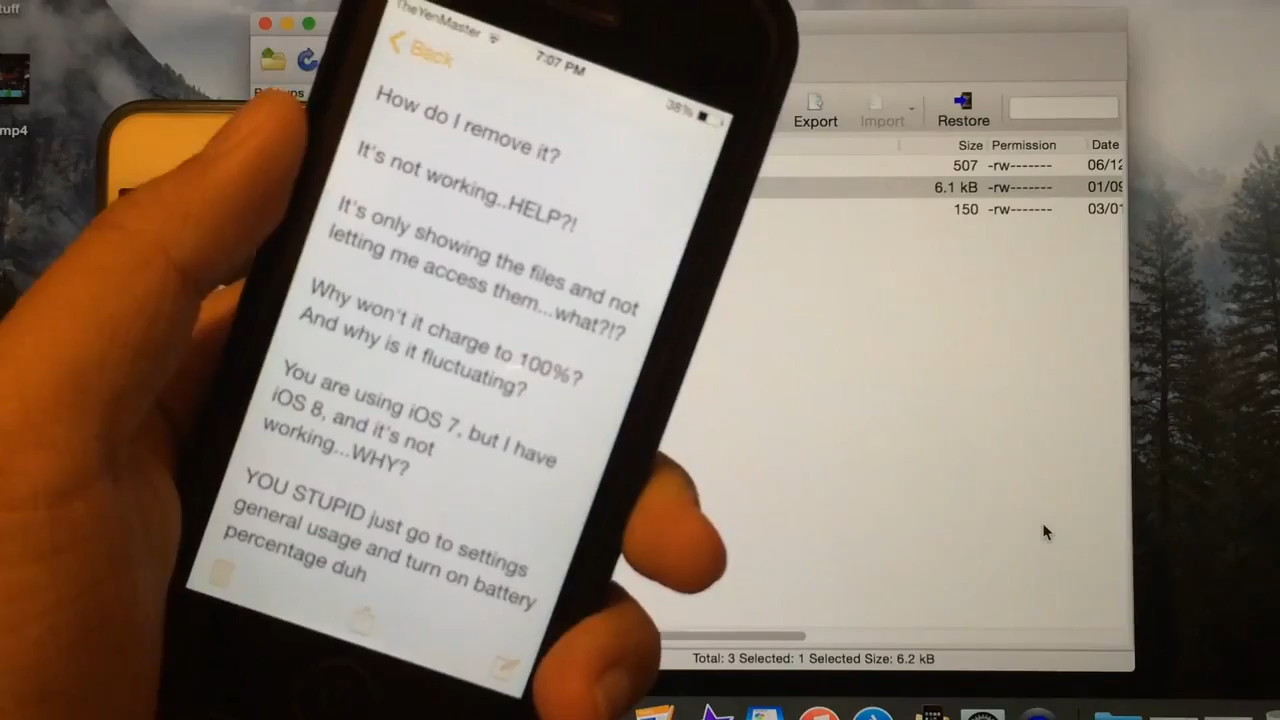 tuff
mp4
TheYenMaster
7:07 PM
38%
Back
How do I remove it?
It's not working..HELP?!
It's only showing the files and not
letting me access them...what?!?
Why won't it charge to 100%?
And why is it fluctuating?
You are using iOS 7, but I have
iOS 8, and it's not
working...WHY?
YOU STUPID just go to settings
general usage and turn on battery
percentage duh
Export Import Restore
Size Permission Date
507 -rw------- 06/12
6.1 kB -rw------- 01/09
150 -rw------- 03/01
Total: 3 Selected: 1 Selected Size: 6.2 kB